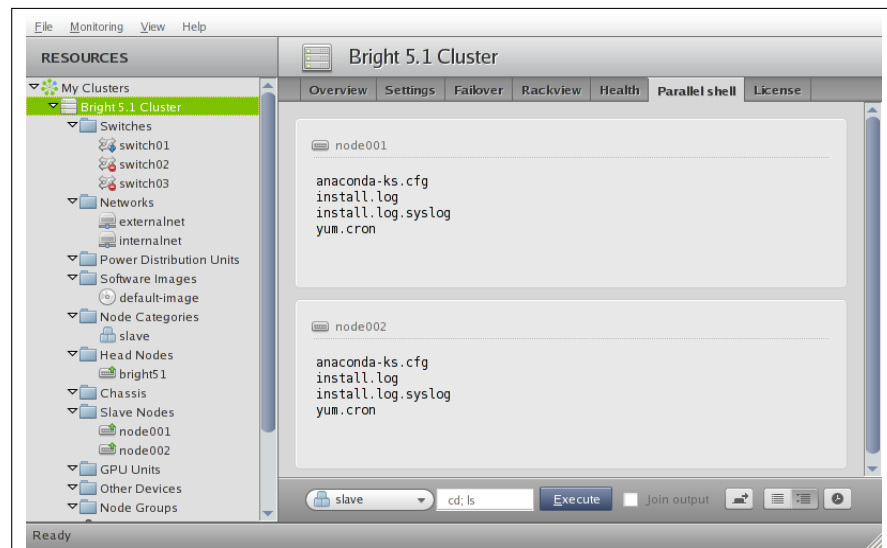 File Monitoring View Help
RESOURCES
Bright 5.1 Cluster
Overview Settings Failover Rackview Health Parallel shell License
My Clusters
Bright 5.1 Cluster
Switches
switch01
switch02
switch03
Networks
externalnet
internalnet
Power Distribution Units
Software Images
default-image
Node Categories
slave
Head Nodes
bright51
Chassis
Slave Nodes
node001
node002
GPU Units
Other Devices
Node Groups
node001
anaconda-ks.cfg
install.log
install.log.syslog
yum.cron
node002
anaconda-ks.cfg
install.log
install.log.syslog
yum.cron
slave cd; ls Execute Join output
Ready